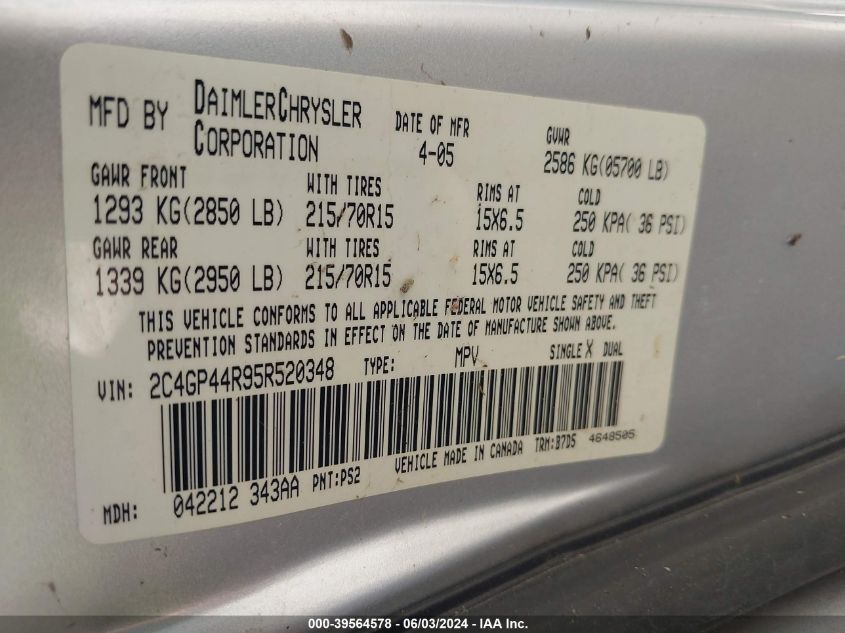 MFD BY DAIMLERCHRYSLER CORPORATION DATE OF MFR 4-05 GVWR 2586 KG(05700 LB)
GAWR FRONT WITH TIRES RIMS AT COLD
1293 KG(2850 LB) 215/70R15 15X6.5 250 KPA( 36 PSI)
GAWR REAR WITH TIRES RIMS AT COLD
1339 KG(2950 LB) 215/70R15 15X6.5 250 KPA( 36 PSI)
THIS VEHICLE CONFORMS TO ALL APPLICABLE FEDERAL MOTOR VEHICLE SAFETY AND THEFT
PREVENTION STANDARDS IN EFFECT ON THE DATE OF MANUFACTURE SHOWN ABOVE.
VIN: 2C4GP44R95R520348 TYPE: MPV SINGLE X DUAL
MDH: 042212 343AA PNT:PS2 VEHICLE MADE IN CANADA TRM:B7D5 4648505
000-39564578 - 06/03/2024 - IAA Inc.